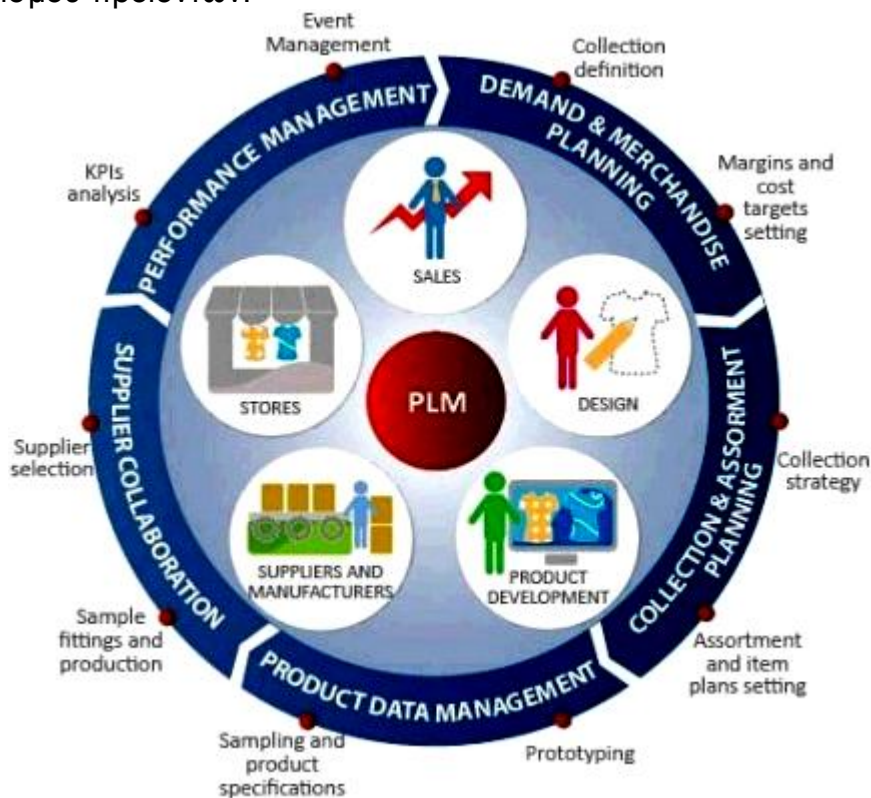 Event
Management
Collection
definition
PERFORMANCE MANAGEMENT
DEMAND & MERCHANDISE
PLANNING
KPIs
analysis
Margins and
cost
targets
setting
SALES
STORES
PLM
DESIGN
SUPPLIER COLLABORATION
COLLECTION & ASSORMENT
PLANNING
Supplier
selection
Collection
strategy
SUPPLIERS AND
MANUFACTURERS
PRODUCT
DEVELOPMENT
Sample
fittings and
production
PRODUCT DATA MANAGEMENT
Assortment
and item
plans setting
Sampling and
product
specifications
Prototyping